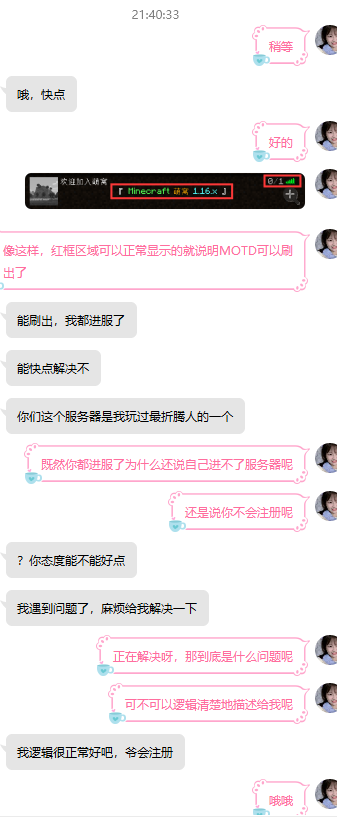 21:40:33
稍等
哦，快点
好的
欢迎加入萌窝
0/1
『 Minecraft 萌窝 1.16.x 』
像这样，红框区域可以正常显示的就说明MOTD可以刷
出了
能刷出，我都进服了
能快点解决不
你们这个服务器是我玩过最折腾人的一个
既然你都进服了为什么还说自己进不了服务器呢
还是说你不会注册呢
？你态度能不能好点
我遇到问题了，麻烦给我解决一下
正在解决呀，那到底是什么问题呢
可不可以逻辑清楚地描述给我呢
我逻辑很正常好吧，爷会注册
哦哦